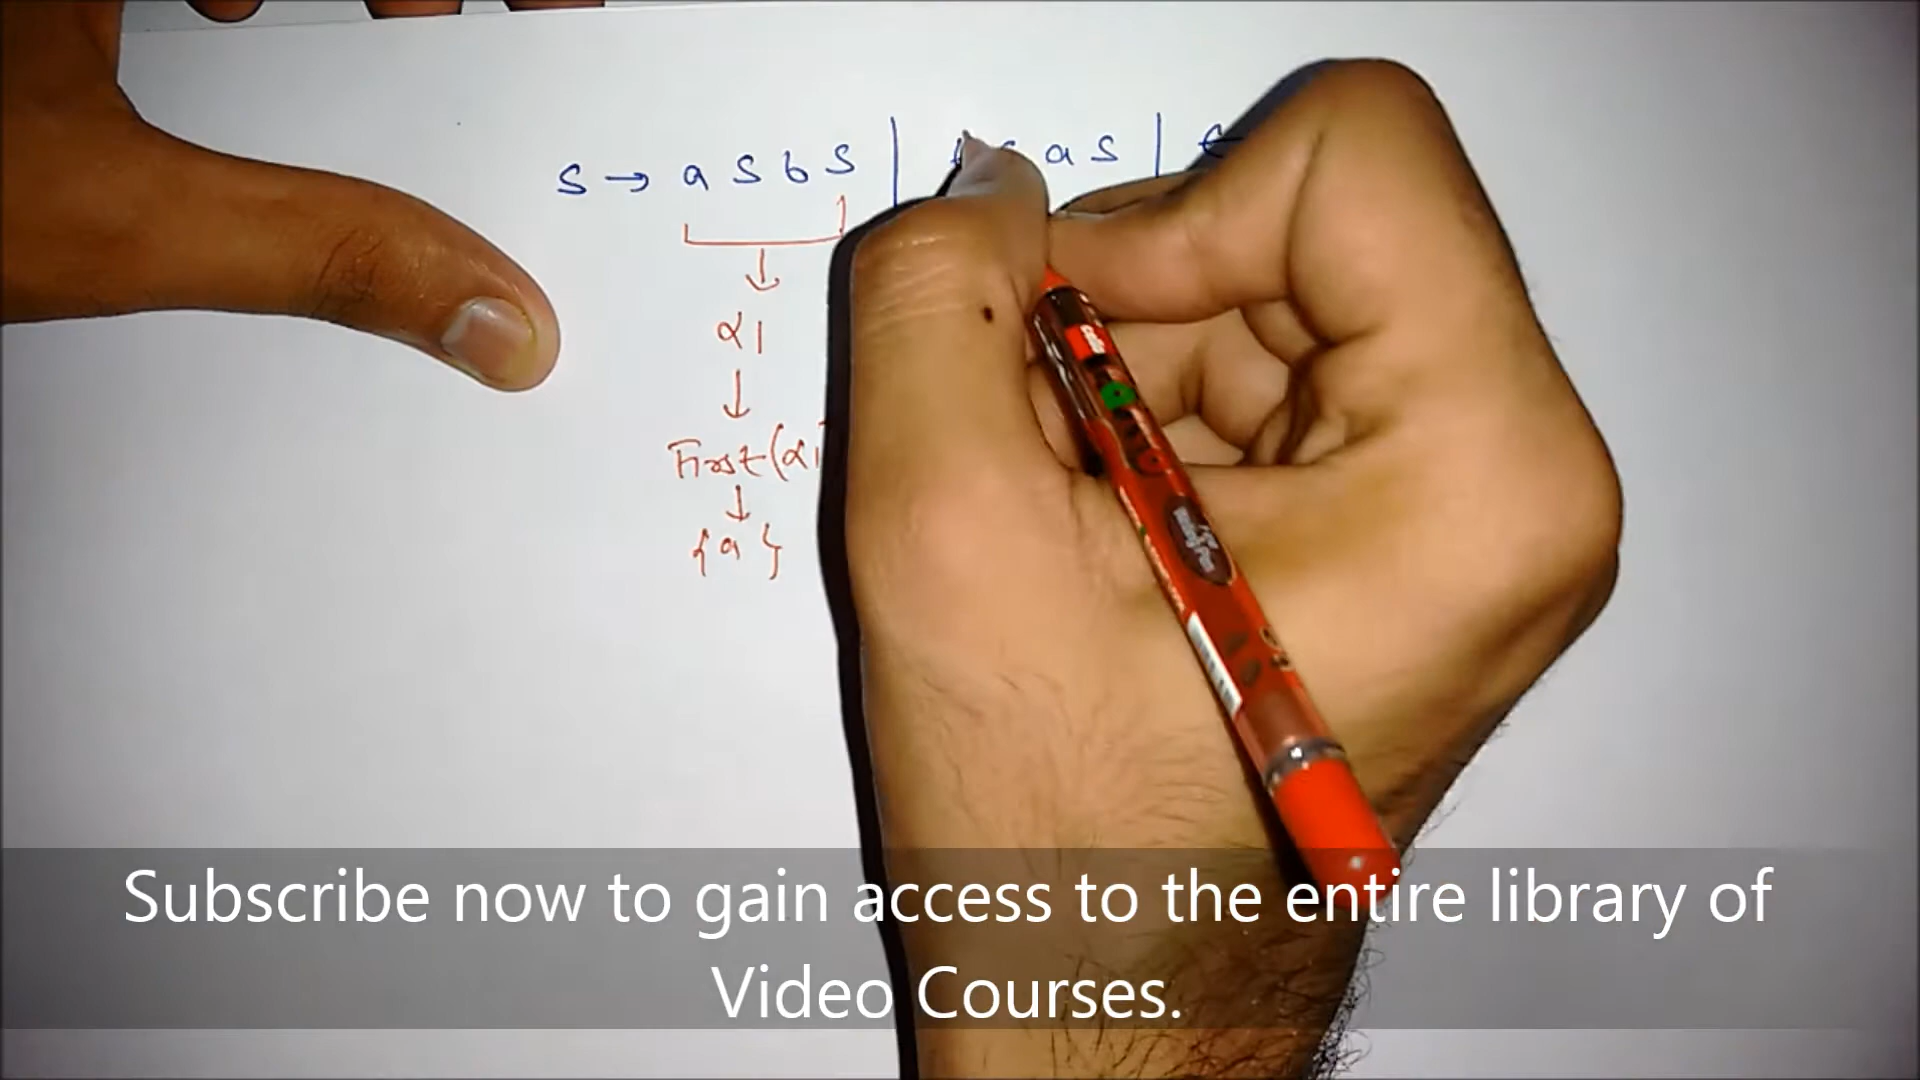 S → a S b S | a S | ε
α1
First(α1
{a}
Subscribe now to gain access to the entire library of
Video Courses.